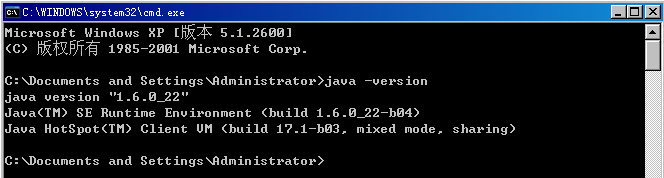 C:\WINDOWS\system32\cmd.exe
Microsoft Windows XP [版本 5.1.2600]
(C) 版权所有 1985-2001 Microsoft Corp.
C:\Documents and Settings\Administrator>java -version
java version "1.6.0_22"
Java(TM) SE Runtime Environment (build 1.6.0_22-b04)
Java HotSpot(TM) Client VM (build 17.1-b03, mixed mode, sharing)
C:\Documents and Settings\Administrator>